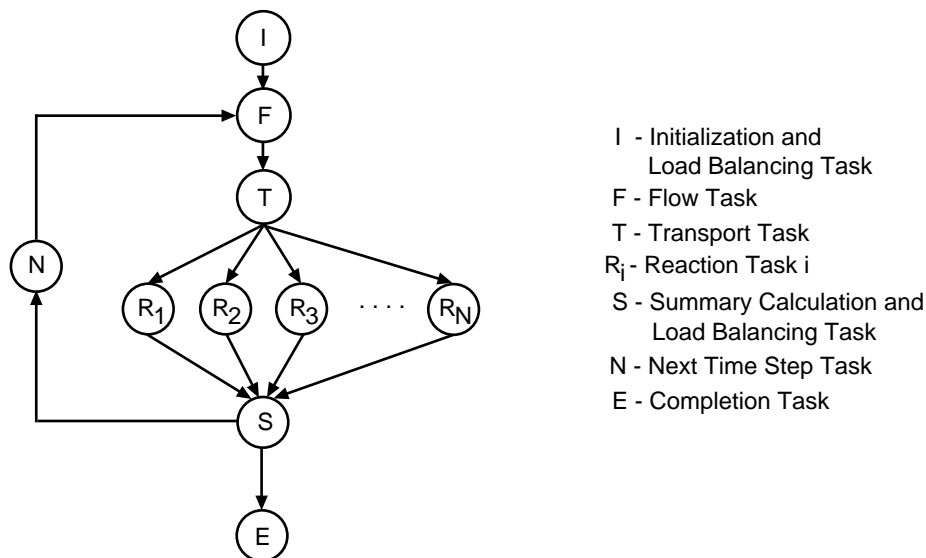 I
F
T
N
R1
R2
R3
. . . .
RN
S
E
I - Initialization and
Load Balancing Task
F - Flow Task
T - Transport Task
Ri - Reaction Task i
S - Summary Calculation and
Load Balancing Task
N - Next Time Step Task
E - Completion Task